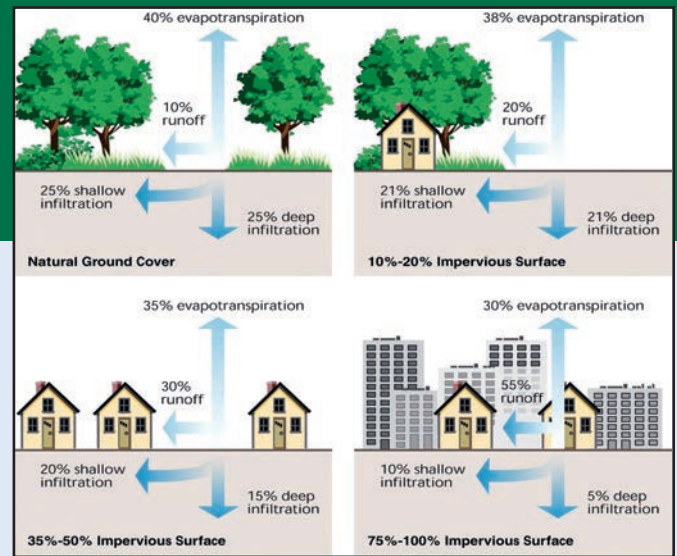 40% evapotranspiration
10%
runoff
25% shallow
infiltration
25% deep
infiltration
Natural Ground Cover
38% evapotranspiration
20%
runoff
21% shallow
infiltration
21% deep
infiltration
10%-20% Impervious Surface
35% evapotranspiration
30%
runoff
20% shallow
infiltration
15% deep
infiltration
35%-50% Impervious Surface
30% evapotranspiration
55%
runoff
10% shallow
infiltration
5% deep
infiltration
75%-100% Impervious Surface